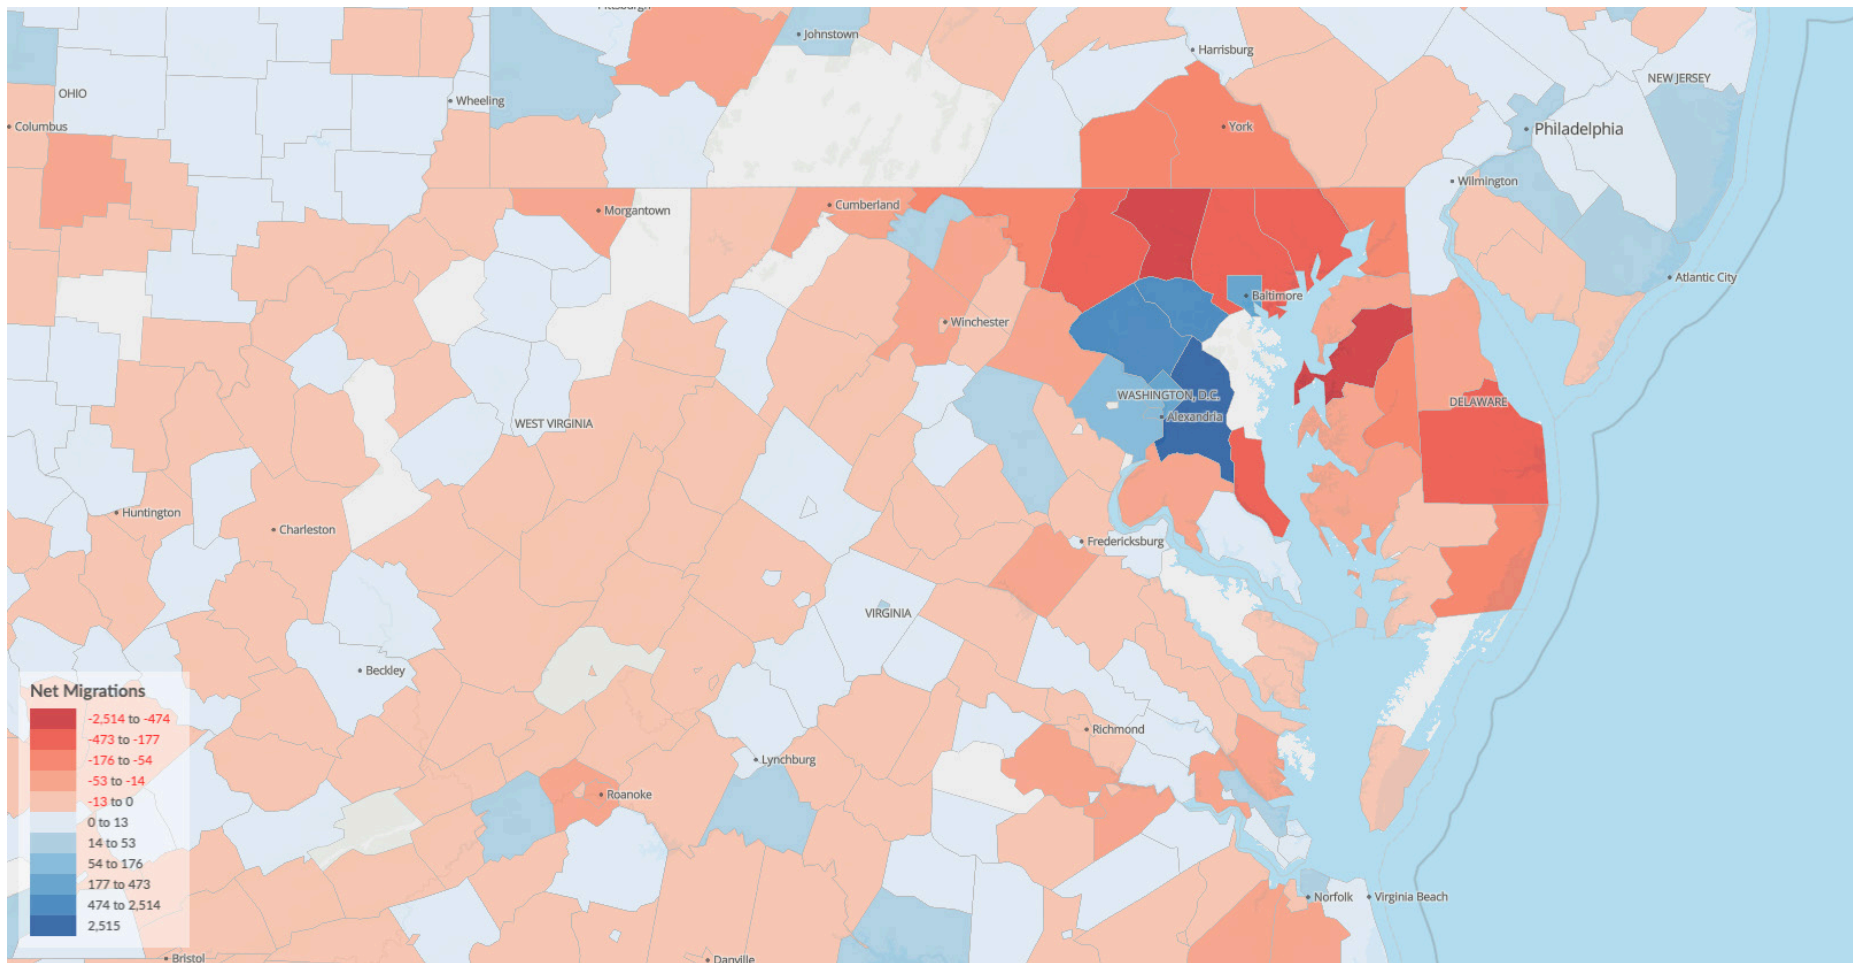 Pittsburgh
Johnstown
Harrisburg
NEW JERSEY
OHIO
Wheeling
Columbus
York
Philadelphia
Wilmington
Morgantown
Cumberland
Atlantic City
Baltimore
Winchester
WASHINGTON, D.C.
DELAWARE
Alexandria
WEST VIRGINIA
Huntington
Charleston
Fredericksburg
VIRGINIA
Beckley
Net Migrations
-2,514 to -474
-473 to -177
-176 to -54
-53 to -14
-13 to 0
0 to 13
14 to 53
54 to 176
177 to 473
474 to 2,514
2,515
Richmond
Lynchburg
Roanoke
Norfolk
Virginia Beach
Bristol
Danville